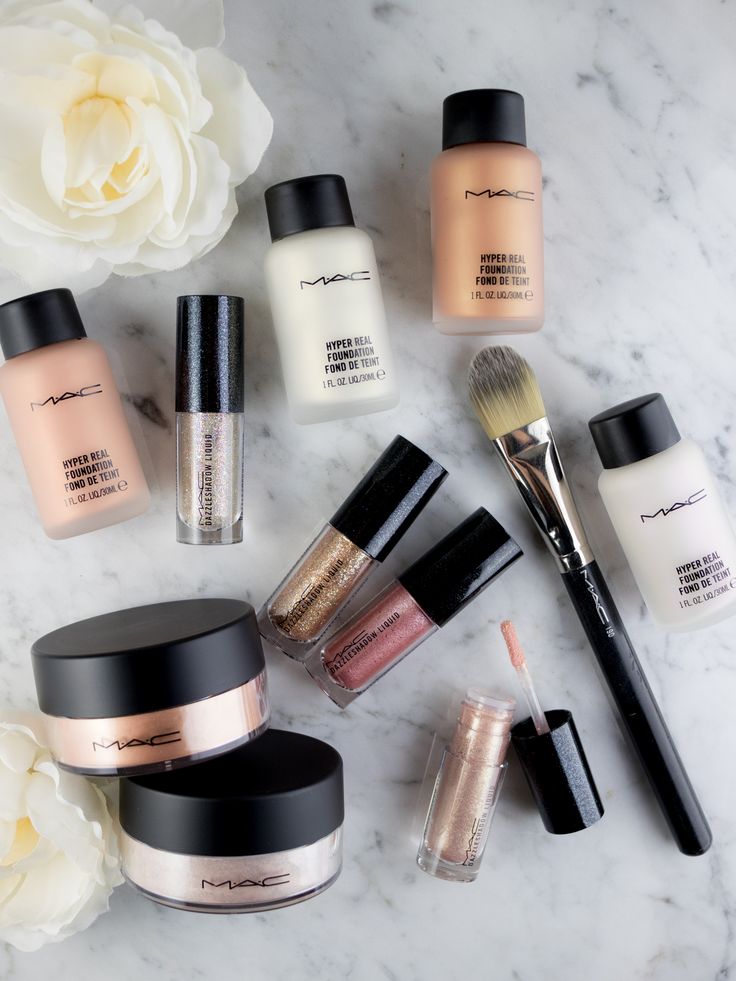 M·A·C
HYPER REAL
FOUNDATION
FOND DE TEINT
1 FL. OZ. LIQ/30ML℮
M·A·C
HYPER REAL
FOUNDATION
FOND DE TEINT
1 FL. OZ. LIQ/30ML℮
M·A·C
HYPER REAL
FOUNDATION
FOND DE TEINT
1 FL. OZ. LIQ/30ML℮
M·A·C
DAZZLESHADOW LIQUID
M·A·C
HYPER REAL
FOUNDATION
FOND DE TEINT
1 FL. OZ. LIQ/30ML℮
M·A·C
DAZZLESHADOW LIQUID
M·A·C
DAZZLESHADOW LIQUID
M·A·C 190
M·A·C
M·A·C
DAZZLESHADOW LIQUID
M·A·C